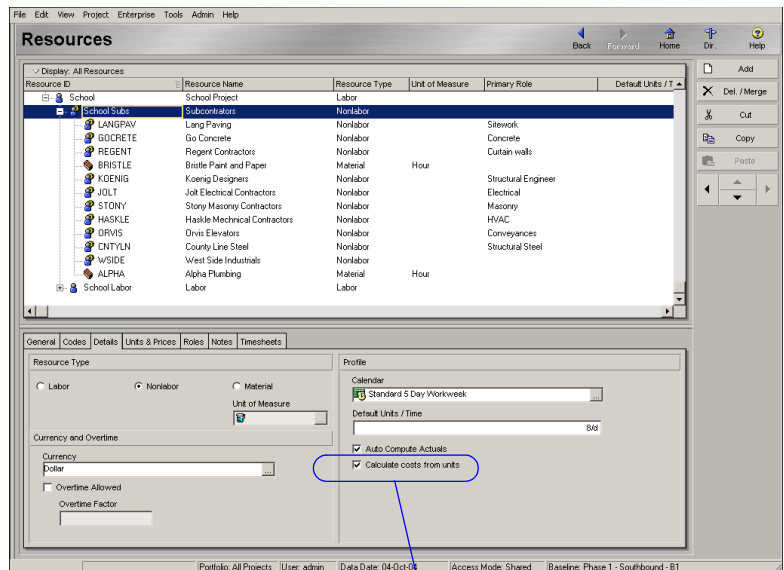 File Edit View Project Enterprise Tools Admin Help
Resources
Back Forward Home Dir. Help
Display: All Resources
Resource ID Resource Name Resource Type Unit of Measure Primary Role Default Units / T
School School Project Labor
School Subs Subcontrators Nonlabor
LANGPAV Lang Paving Nonlabor Sitework
GOCRETE Go Concrete Nonlabor Concrete
REGENT Regent Contractors Nonlabor Curtain walls
BRISTLE Bristle Paint and Paper Material Hour
KOENIG Koenig Designers Nonlabor Structural Engineer
JOLT Jolt Electrical Contractors Nonlabor Electrical
STONY Stony Masonry Contractors Nonlabor Masonry
HASKLE Haskle Mechnical Contractors Nonlabor HVAC
ORVIS Orvis Elevators Nonlabor Conveyances
CNTYLN County Line Steel Nonlabor Structural Steel
WSIDE West Side Industrials Nonlabor
ALPHA Alpha Plumbing Material Hour
School Labor Labor Labor
Add
Del. / Merge
Cut
Copy
Paste
General Codes Details Units & Prices Roles Notes Timesheets
Resource Type
Labor Nonlabor Material
Unit of Measure
Currency and Overtime
Currency
Dollar
Overtime Allowed
Overtime Factor
Profile
Calendar
Standard 5 Day Workweek
Default Units / Time
8/d
Auto Compute Actuals
Calculate costs from units
Portfolio: All Projects User: admin Data Date: 04-Oct-04 Access Mode: Shared Baseline: Phase 1 - Southbound - B1